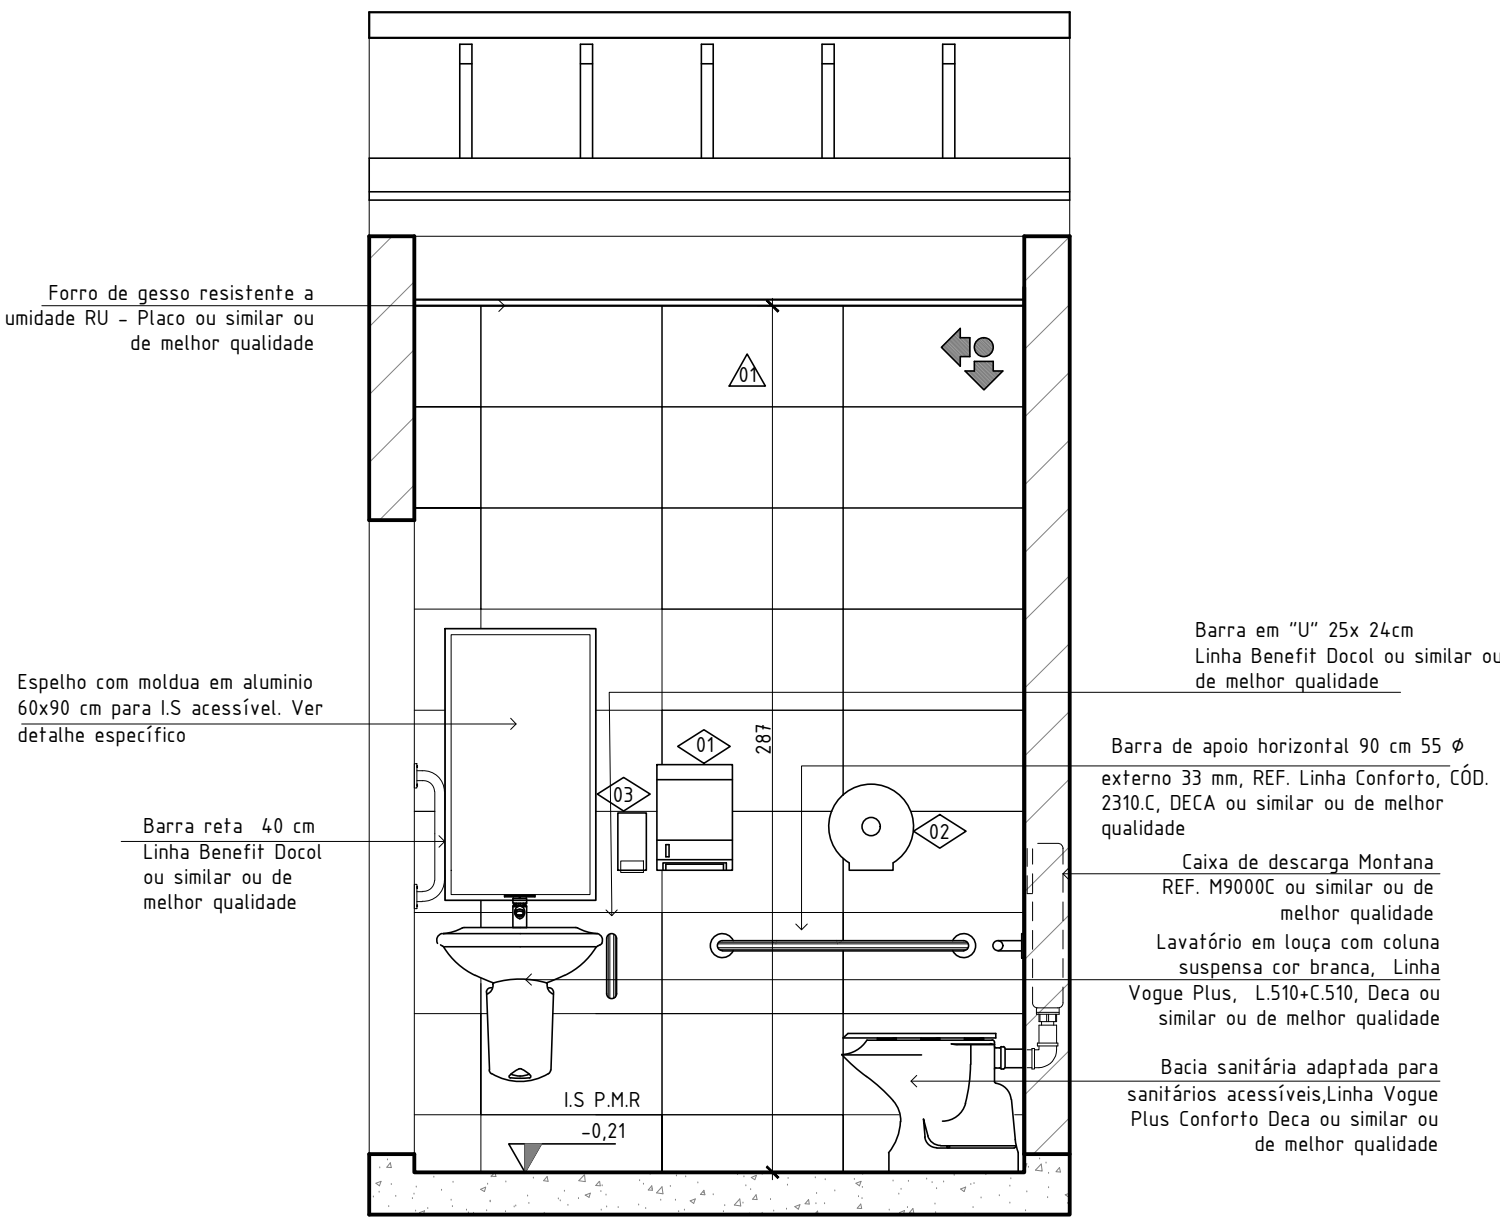 Forro de gesso resistente a
umidade RU - Placo ou similar ou
de melhor qualidade
01
Barra em "U" 25x 24cm
Linha Benefit Docol ou similar ou
de melhor qualidade
Espelho com moldua em aluminio
60x90 cm para I.S acessível. Ver
detalhe específico
287
01
03
02
Barra de apoio horizontal 90 cm 55 ϕ
externo 33 mm, REF. Linha Conforto, CÓD.
2310.C, DECA ou similar ou de melhor
qualidade
Barra reta 40 cm
Linha Benefit Docol
ou similar ou de
melhor qualidade
Caixa de descarga Montana
REF. M9000C ou similar ou de
melhor qualidade
Lavatório em louça com coluna
suspensa cor branca, Linha
Vogue Plus, L.510+C.510, Deca ou
similar ou de melhor qualidade
Bacia sanitária adaptada para
sanitários acessíveis,Linha Vogue
Plus Conforto Deca ou similar ou
de melhor qualidade
I.S P.M.R
-0,21